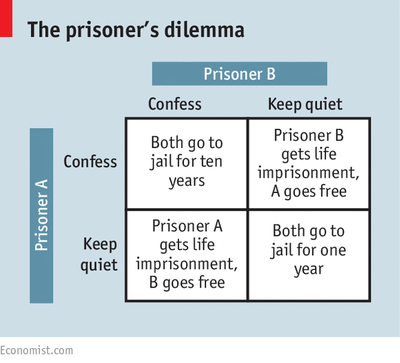 The prisoner's dilemma
Prisoner B
Confess
Keep quiet
Prisoner A
Confess
Both go to
jail for ten
years
Prisoner B
gets life
imprisonment,
A goes free
Keep
quiet
Prisoner A
gets life
imprisonment,
B goes free
Both go to
jail for one
year
Economist.com